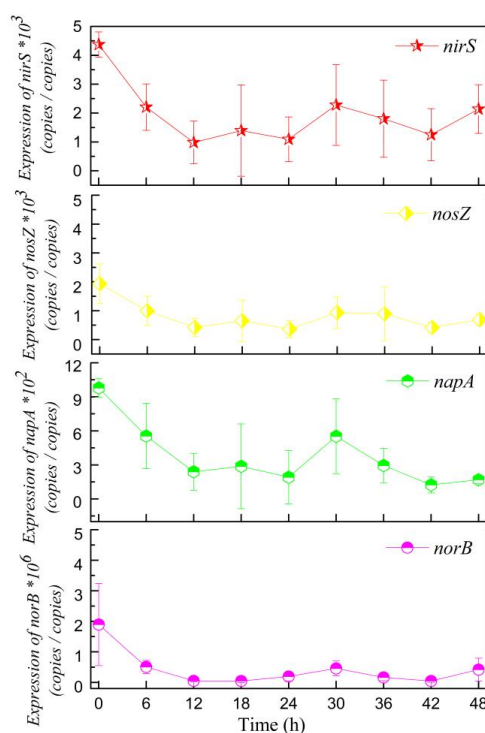 Expression of nirS *10³
(copies / copies)
5
4
3
2
1
0
nirS
Expression of nosZ *10³
(copies / copies)
5
4
3
2
1
0
nosZ
Expression of napA *10²
(copies / copies)
12
9
6
3
0
napA
Expression of norB *10⁶
(copies / copies)
5
4
3
2
1
0
norB
0 6 12 18 24 30 36 42 48
Time (h)